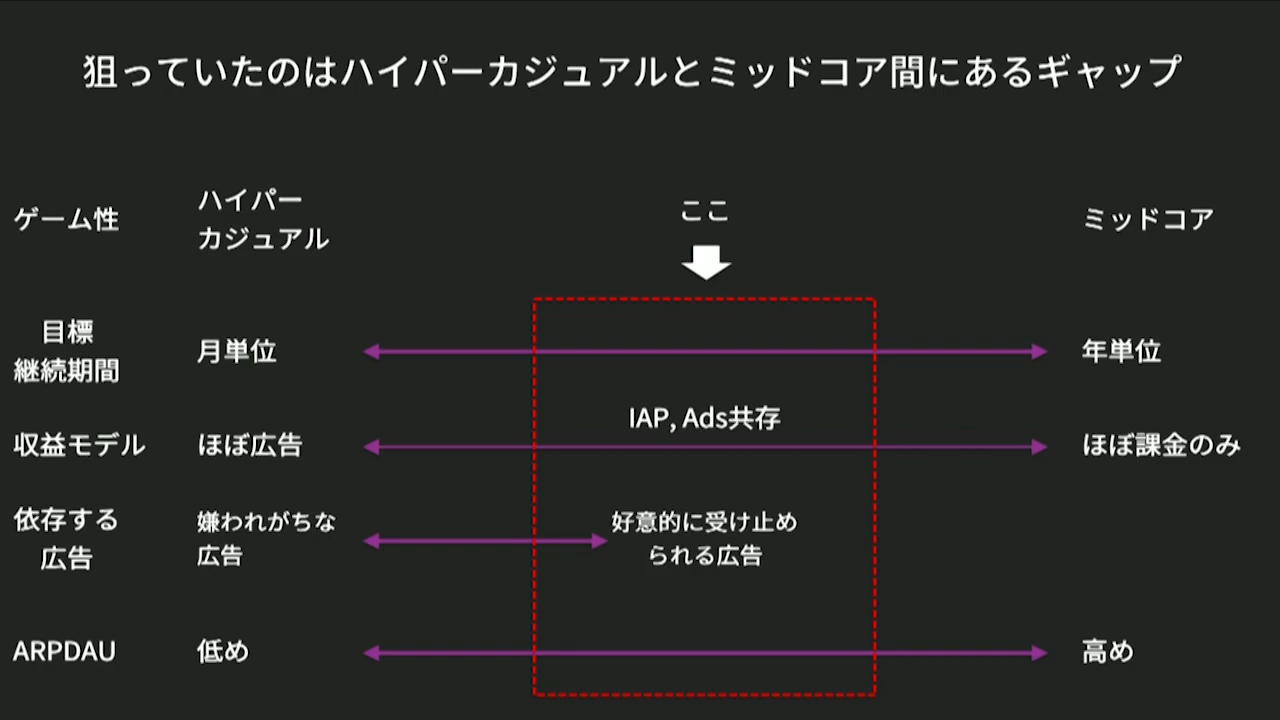 狙っていたのはハイパーカジュアルとミッドコア間にあるギャップ
ゲーム性
ハイパー
カジュアル
ここ
ミッドコア
目標
継続期間
月単位
年単位
IAP, Ads共存
収益モデル
ほぼ広告
ほぼ課金のみ
依存する
広告
嫌われがちな
広告
好意的に受け止め
られる広告
ARPDAU
低め
高め